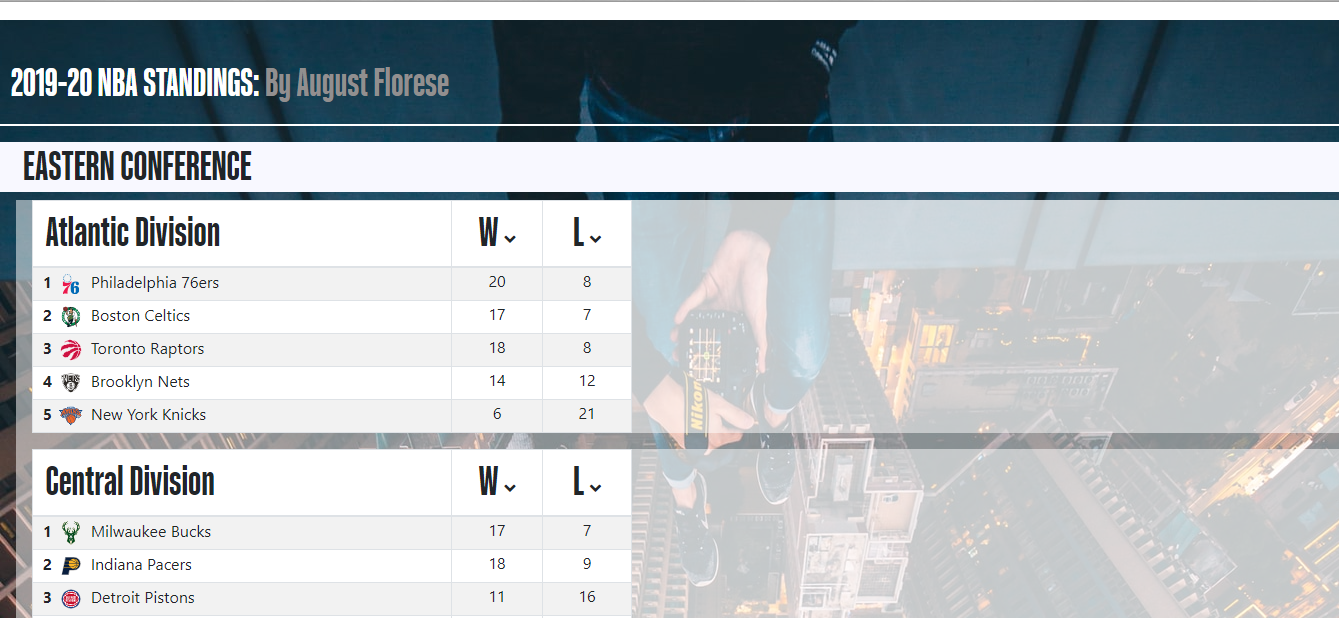 2019-20 NBA STANDINGS: By August Florese
EASTERN CONFERENCE
Atlantic Division W L
1 76 Philadelphia 76ers 20 8
2 Boston Celtics 17 7
3 Toronto Raptors 18 8
4 NETS Brooklyn Nets 14 12
5 New York Knicks 6 21
Nikon
Central Division W L
1 Milwaukee Bucks 17 7
2 Indiana Pacers 18 9
3 Detroit Pistons 11 16